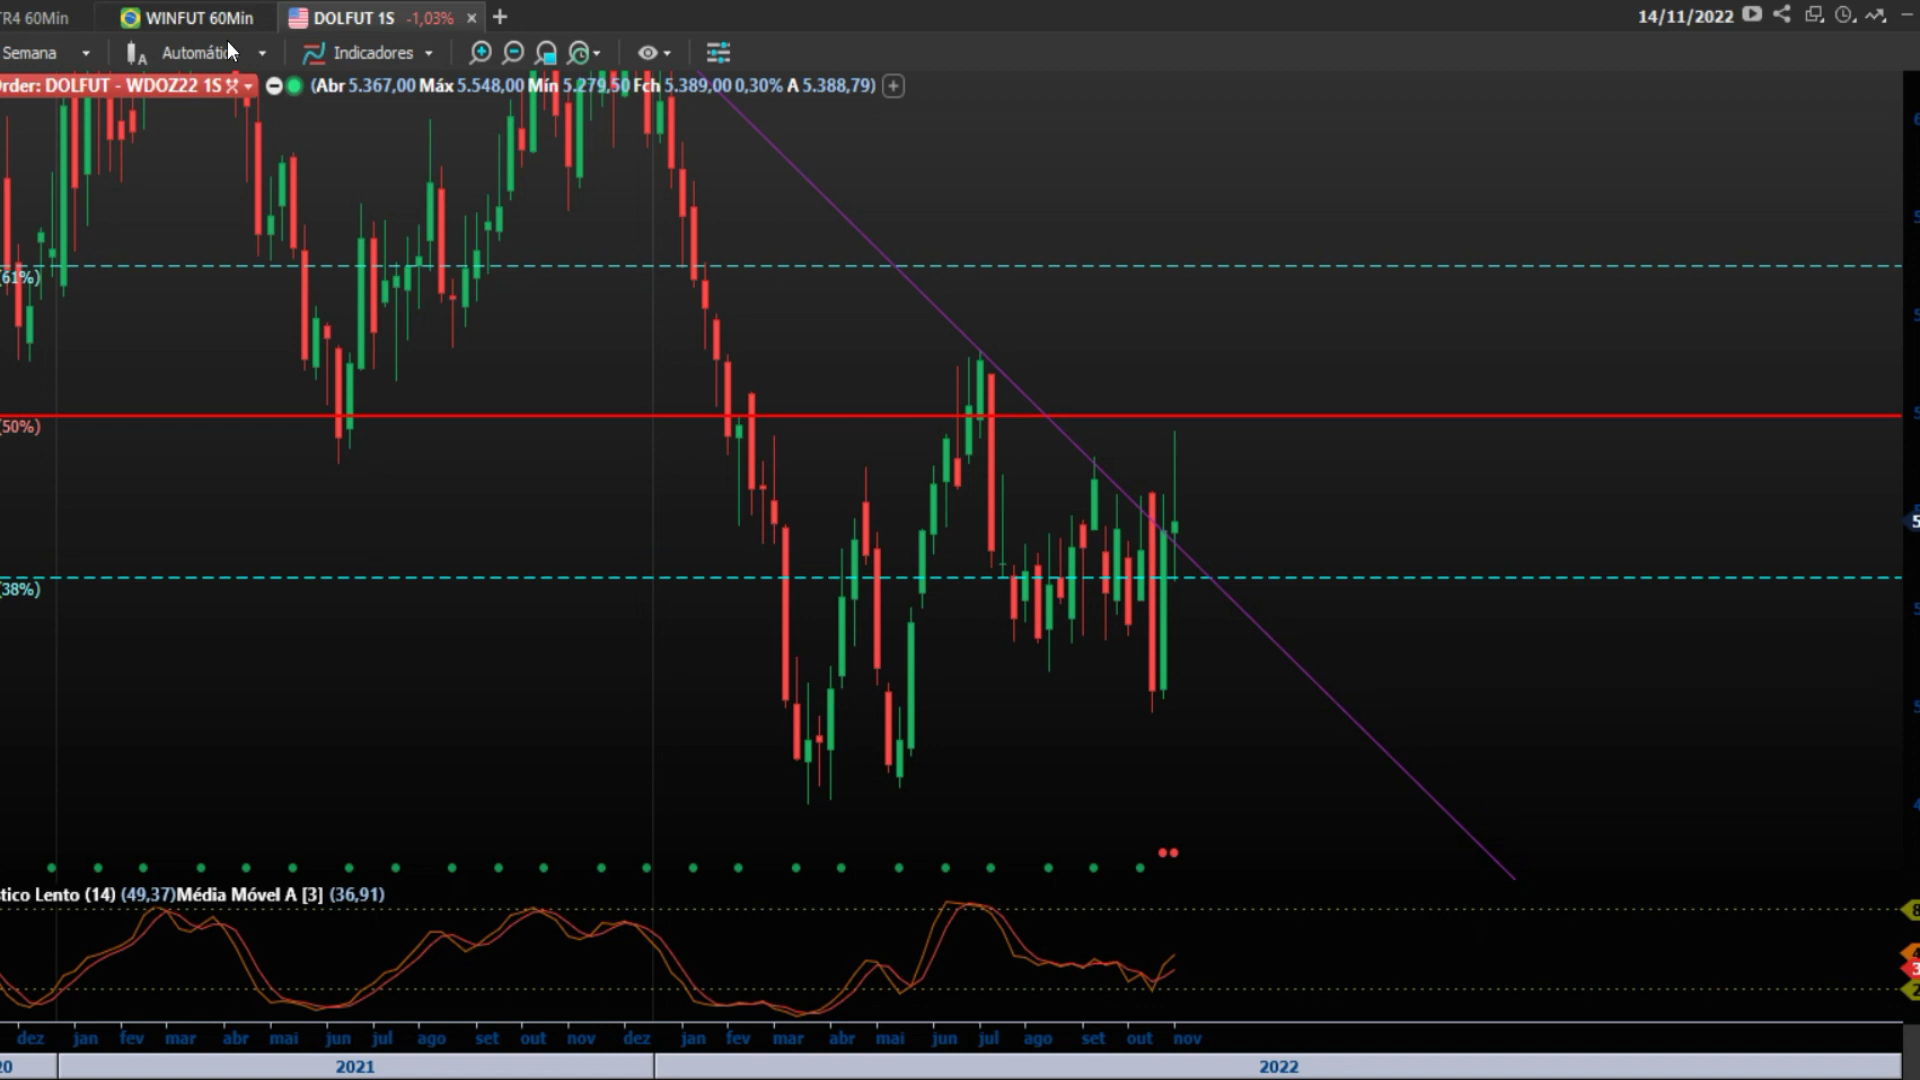 TR4 60Min WINFUT 60Min DOLFUT 1S -1,03% × + 14/11/2022
Semana A Indicadores
Order: DOLFUT - WDOZ22 1S (Abr 5.367,00 Máx 5.548,00 Mín 5.279,50 Fch 5.389,00 0,30% A 5.388,79) +
(61%)
(50%)
(38%)
tico Lento (14) (49,37)Média Móvel A [3] (36,91)
dez jan fev mar abr mai jun jul ago set out nov dez jan fev mar abr mai jun jul ago set out nov
20 2021 2022